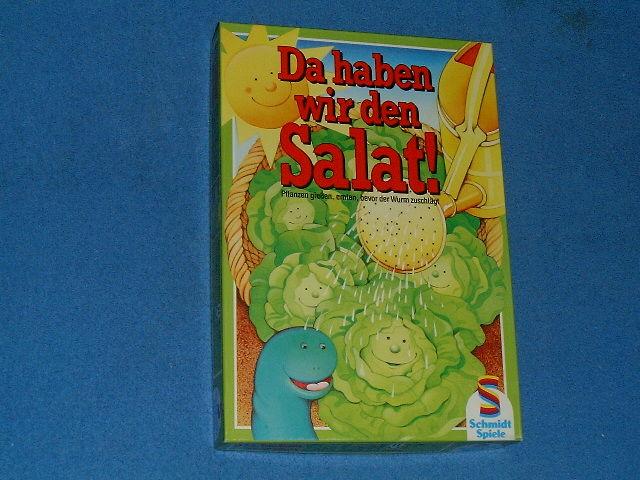 Da haben
wir den
Salat!
Pflanzen gießen, ernten, bevor der Wurm zuschlägt
Schmidt
Spiele